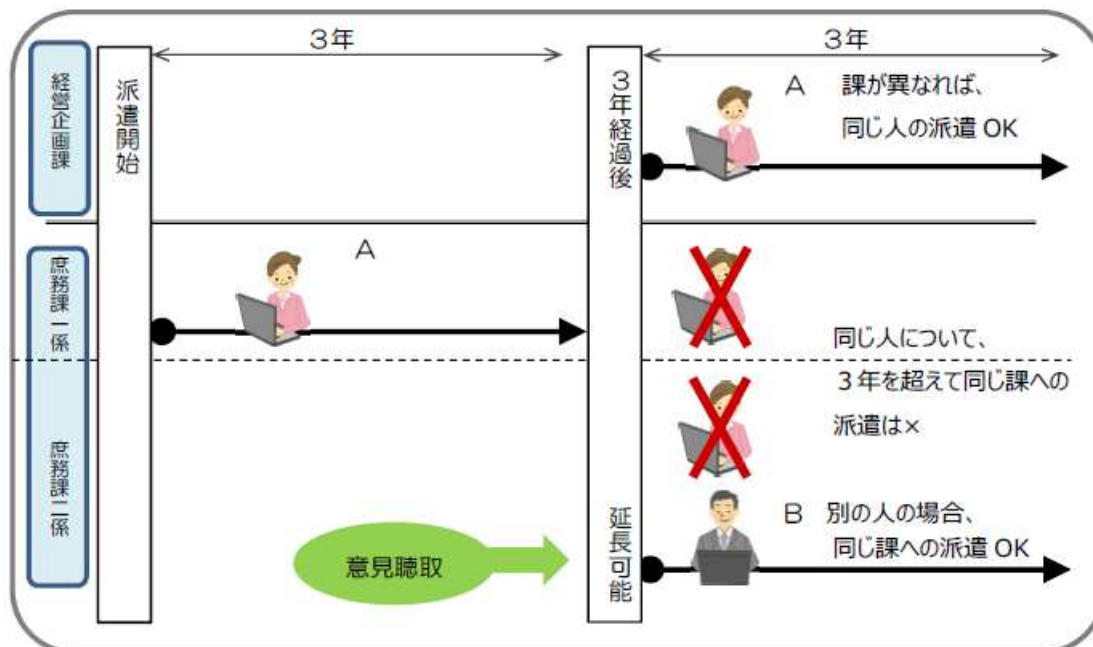 3年
3年
経営企画課
派遣開始
3年経過後
A 課が異なれば、
同じ人の派遣 OK
庶務課一係
A
同じ人について、
3年を超えて同じ課への
派遣は×
庶務課二係
意見聴取
延長可能
B 別の人の場合、
同じ課への派遣 OK